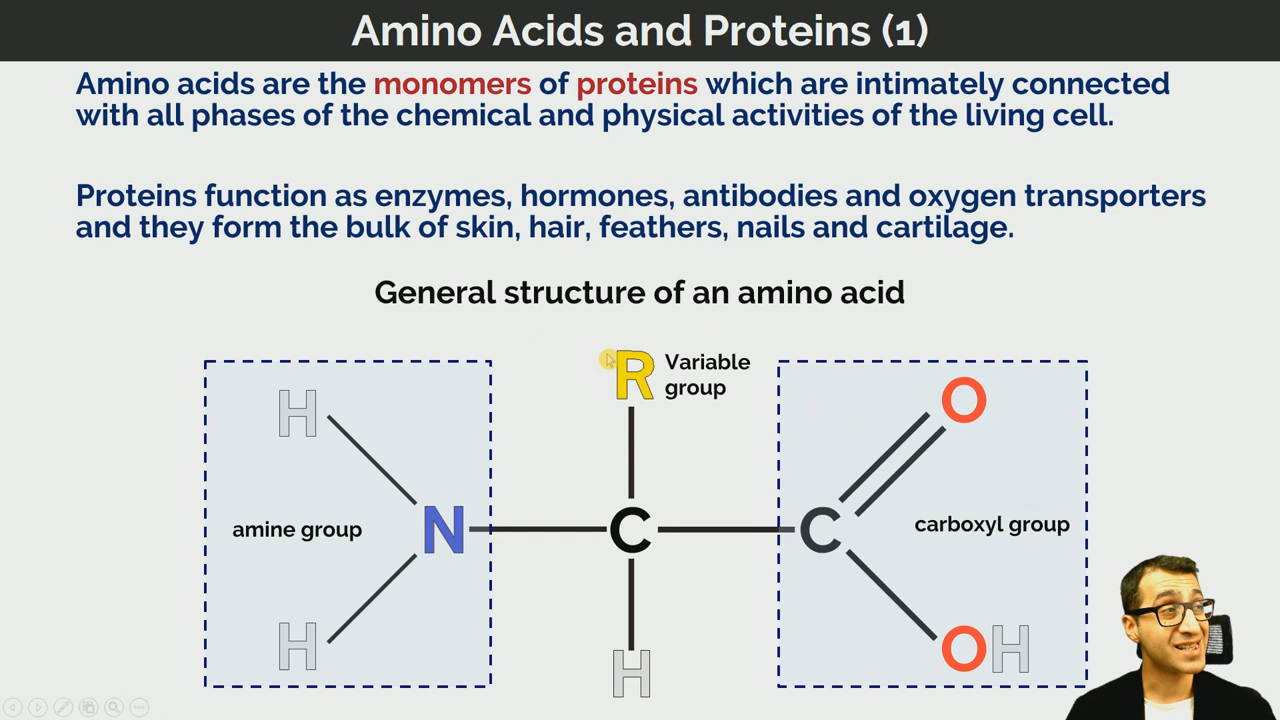 Amino Acids and Proteins (1)
Amino acids are the monomers of proteins which are intimately connected
with all phases of the chemical and physical activities of the living cell.
Proteins function as enzymes, hormones, antibodies and oxygen transporters
and they form the bulk of skin, hair, feathers, nails and cartilage.
General structure of an amino acid
R
Variable
group
H
O
amine group
N
C
C
carboxyl group
H
H
OH